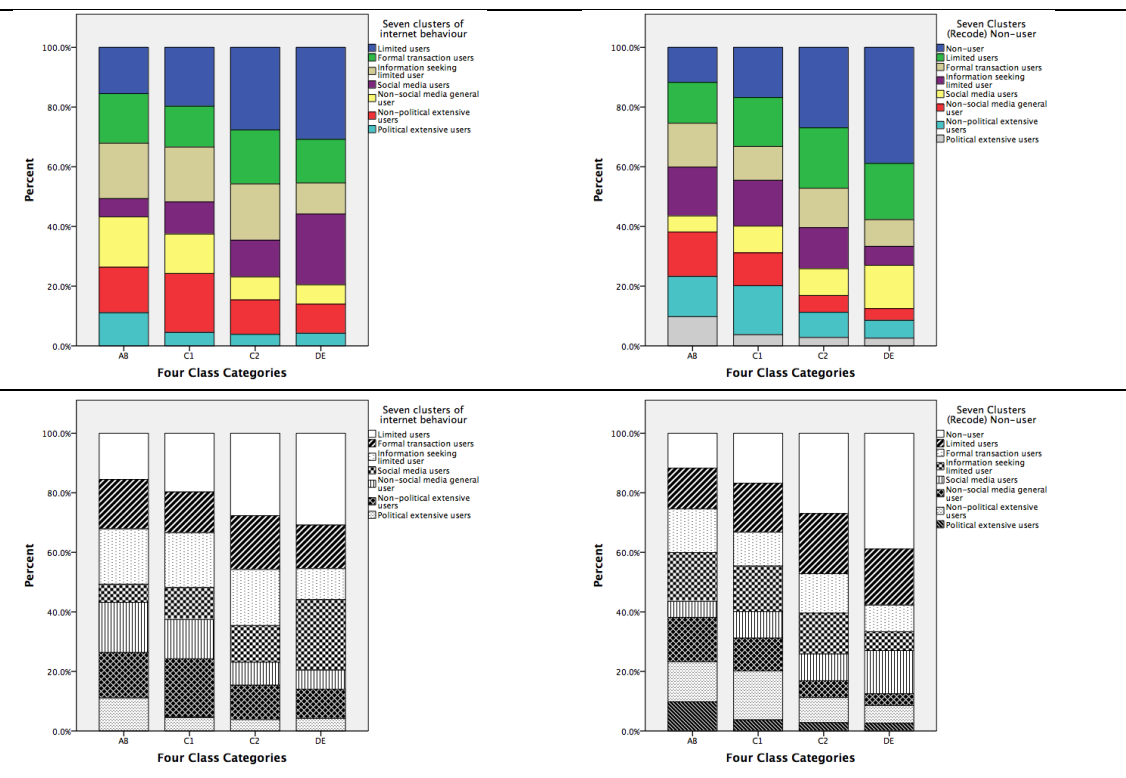 Seven clusters of
internet behaviour
Limited users
Formal transaction users
Information seeking
limited user
Social media users
Non-social media general
user
Non-political extensive
users
Political extensive users
100.0%
80.0%
60.0%
40.0%
20.0%
0.0%
Percent
AB
C1
C2
DE
Four Class Categories
Seven Clusters
(Recode) Non-user
Non-user
Limited users
Formal transaction users
Information seeking
limited user
Social media users
Non-social media general
user
Non-political extensive
users
Political extensive users
100.0%
80.0%
60.0%
40.0%
20.0%
0.0%
Percent
AB
C1
C2
DE
Four Class Categories
Seven clusters of
internet behaviour
Limited users
Formal transaction users
Information seeking
limited user
Social media users
Non-social media general
user
Non-political extensive
users
Political extensive users
100.0%
80.0%
60.0%
40.0%
20.0%
0.0%
Percent
AB
C1
C2
DE
Four Class Categories
Seven Clusters
(Recode) Non-user
Non-user
Limited users
Formal transaction users
Information seeking
limited user
Social media users
Non-social media general
user
Non-political extensive
users
Political extensive users
100.0%
80.0%
60.0%
40.0%
20.0%
0.0%
Percent
AB
C1
C2
DE
Four Class Categories